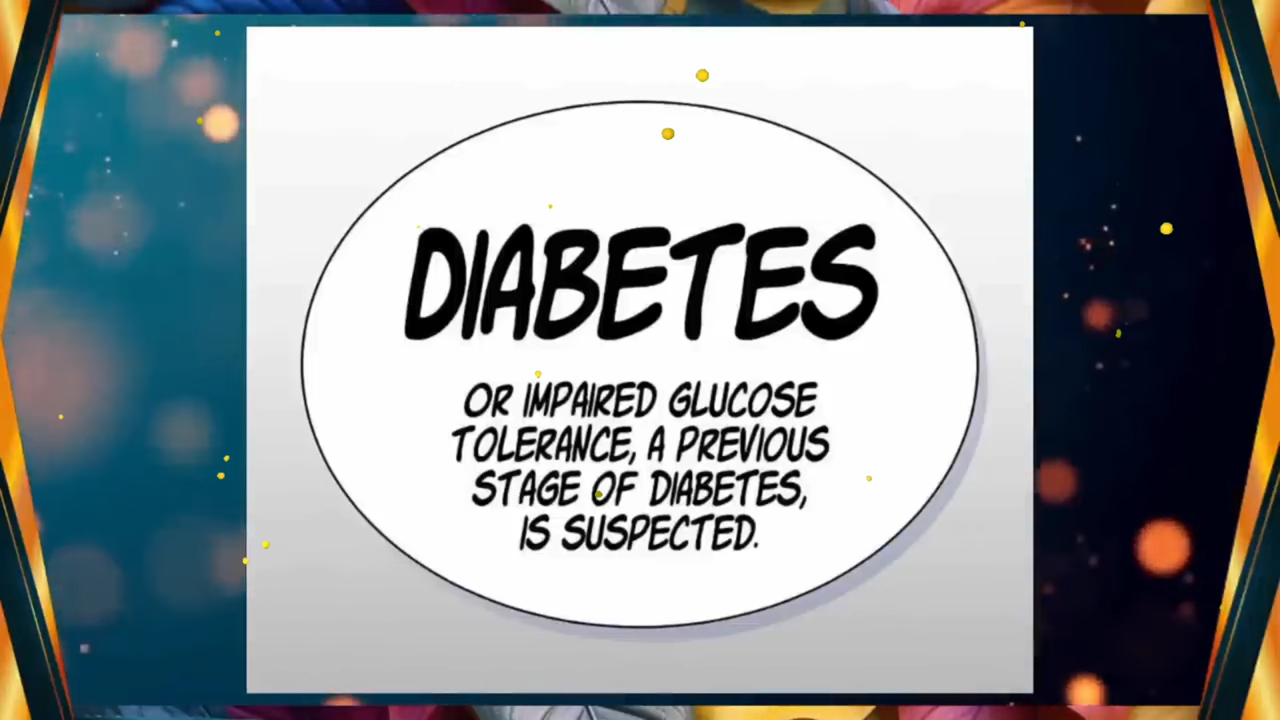 DIABETES
OR IMPAIRED GLUCOSE
TOLERANCE, A PREVIOUS
STAGE OF DIABETES,
IS SUSPECTED.